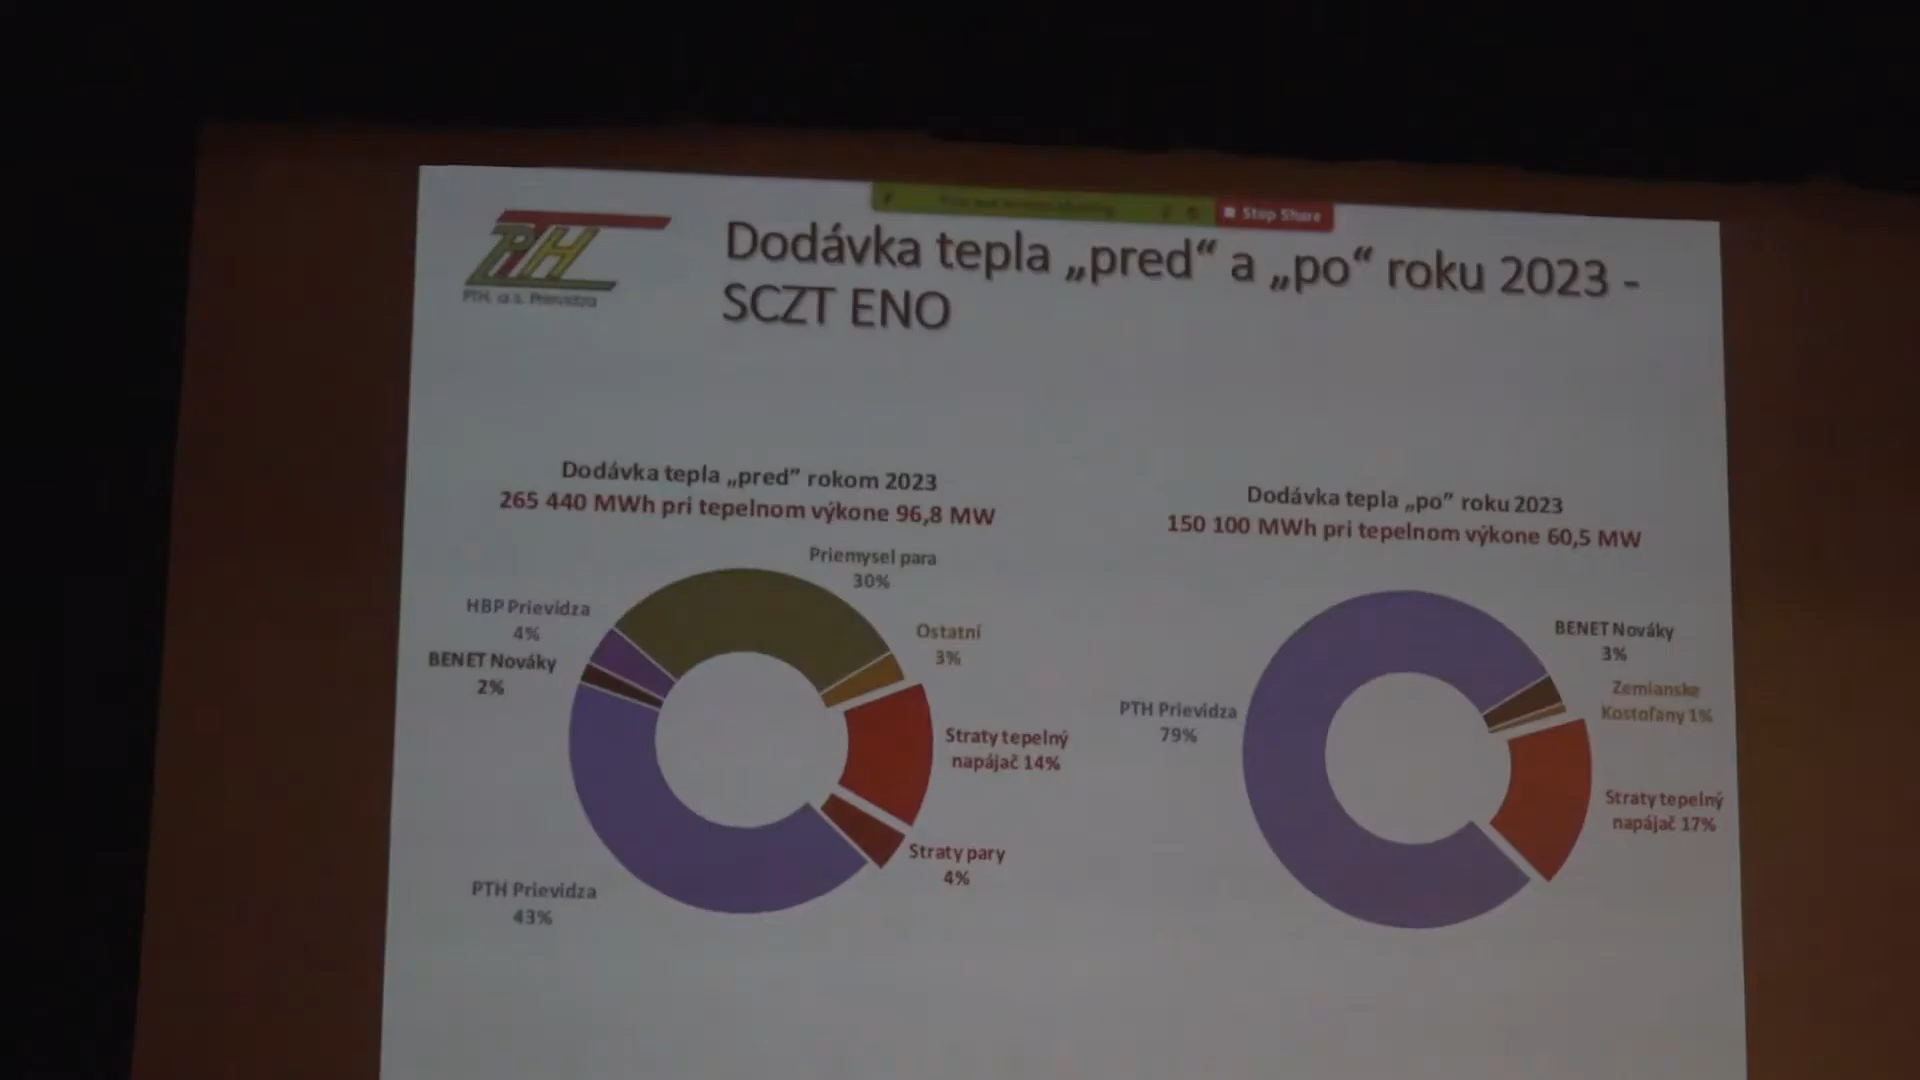 Stop Share
PTH, a.s. Prievidza
Dodávka tepla „pred“ a „po“ roku 2023 -
SCZT ENO
Dodávka tepla „pred” rokom 2023
265 440 MWh pri tepelnom výkone 96,8 MW
Priemysel para
30%
HBP Prievidza
4%
BENET Nováky
2%
Ostatní
3%
Straty tepelný
napájač 14%
Straty pary
4%
PTH Prievidza
43%
Dodávka tepla „po” roku 2023
150 100 MWh pri tepelnom výkone 60,5 MW
BENET Nováky
3%
Zemianske
Kostoľany 1%
PTH Prievidza
79%
Straty tepelný
napájač 17%